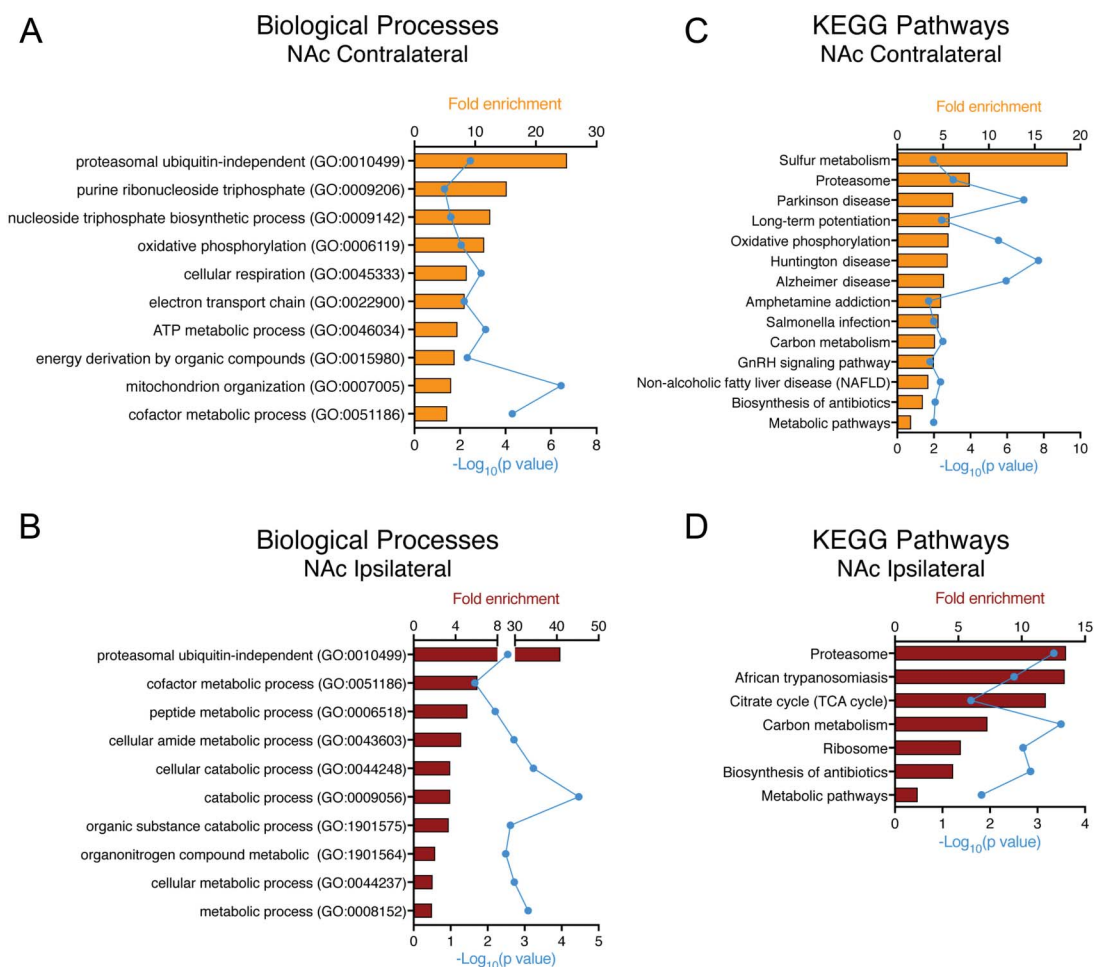 A
Biological Processes
NAc Contralateral
Fold enrichment
0 10 20 30
proteasomal ubiquitin-independent (GO:0010499)
purine ribonucleoside triphosphate (GO:0009206)
nucleoside triphosphate biosynthetic process (GO:0009142)
oxidative phosphorylation (GO:0006119)
cellular respiration (GO:0045333)
electron transport chain (GO:0022900)
ATP metabolic process (GO:0046034)
energy derivation by organic compounds (GO:0015980)
mitochondrion organization (GO:0007005)
cofactor metabolic process (GO:0051186)
0 2 4 6 8
-Log10(p value)
C
KEGG Pathways
NAc Contralateral
Fold enrichment
0 5 10 15 20
Sulfur metabolism
Proteasome
Parkinson disease
Long-term potentiation
Oxidative phosphorylation
Huntington disease
Alzheimer disease
Amphetamine addiction
Salmonella infection
Carbon metabolism
GnRH signaling pathway
Non-alcoholic fatty liver disease (NAFLD)
Biosynthesis of antibiotics
Metabolic pathways
0 2 4 6 8 10
-Log10(p value)
B
Biological Processes
NAc Ipsilateral
Fold enrichment
0 4 8 30 40 50
proteasomal ubiquitin-independent (GO:0010499)
cofactor metabolic process (GO:0051186)
peptide metabolic process (GO:0006518)
cellular amide metabolic process (GO:0043603)
cellular catabolic process (GO:0044248)
catabolic process (GO:0009056)
organic substance catabolic process (GO:1901575)
organonitrogen compound metabolic (GO:1901564)
cellular metabolic process (GO:0044237)
metabolic process (GO:0008152)
0 1 2 3 4 5
-Log10(p value)
D
KEGG Pathways
NAc Ipsilateral
Fold enrichment
0 5 10 15
Proteasome
African trypanosomiasis
Citrate cycle (TCA cycle)
Carbon metabolism
Ribosome
Biosynthesis of antibiotics
Metabolic pathways
0 1 2 3 4
-Log10(p value)